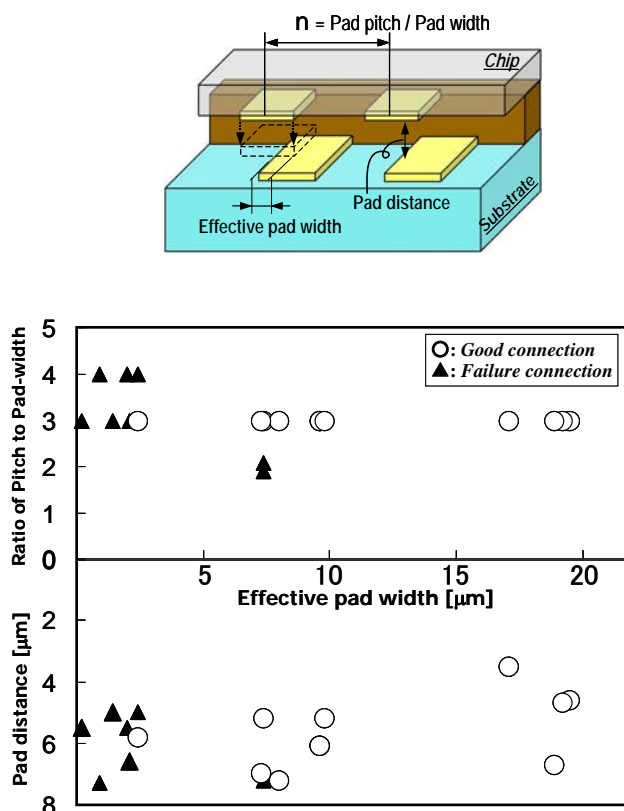 n = Pad pitch / Pad width
Chip
Pad distance
Substrate
Effective pad width
Ratio of Pitch to Pad-width
5
4
3
2
1
0
○: Good connection
▲: Failure connection
5
10
15
20
Effective pad width [μm]
Pad distance [μm]
2
4
6
8